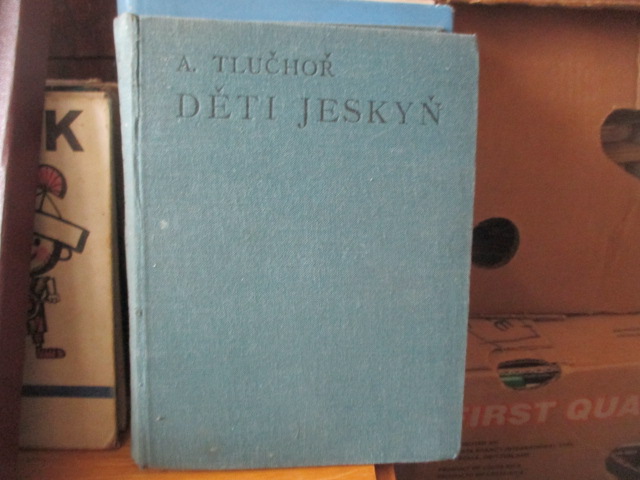 A. TLUČHOŘ
DĚTI JESKYŇ
K
FIRST QUA